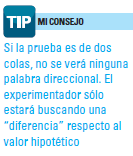 TIP MI CONSEJO
Si la prueba es de dos
colas, no se verá ninguna
palabra direccional. El
experimentador sólo
estará buscando una
“diferencia” respecto al
valor hipotético